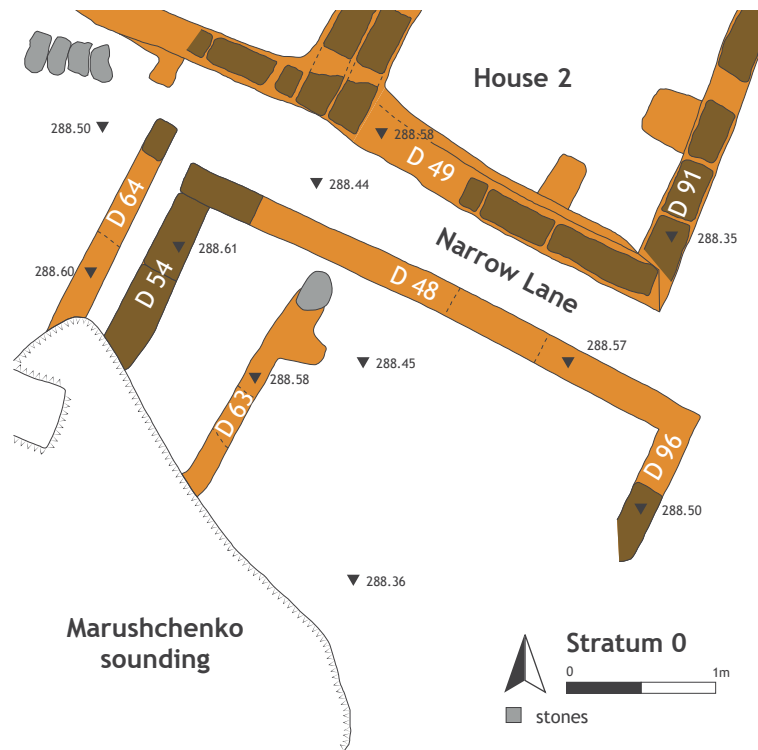 House 2
288.50
288.58
D 49
288.44
D 91
D 64
288.35
288.61
Narrow Lane
288.60
D 54
D 48
288.57
288.45
288.58
D 63
D 96
288.50
288.36
Marushchenko
sounding
Stratum 0
0
1m
stones